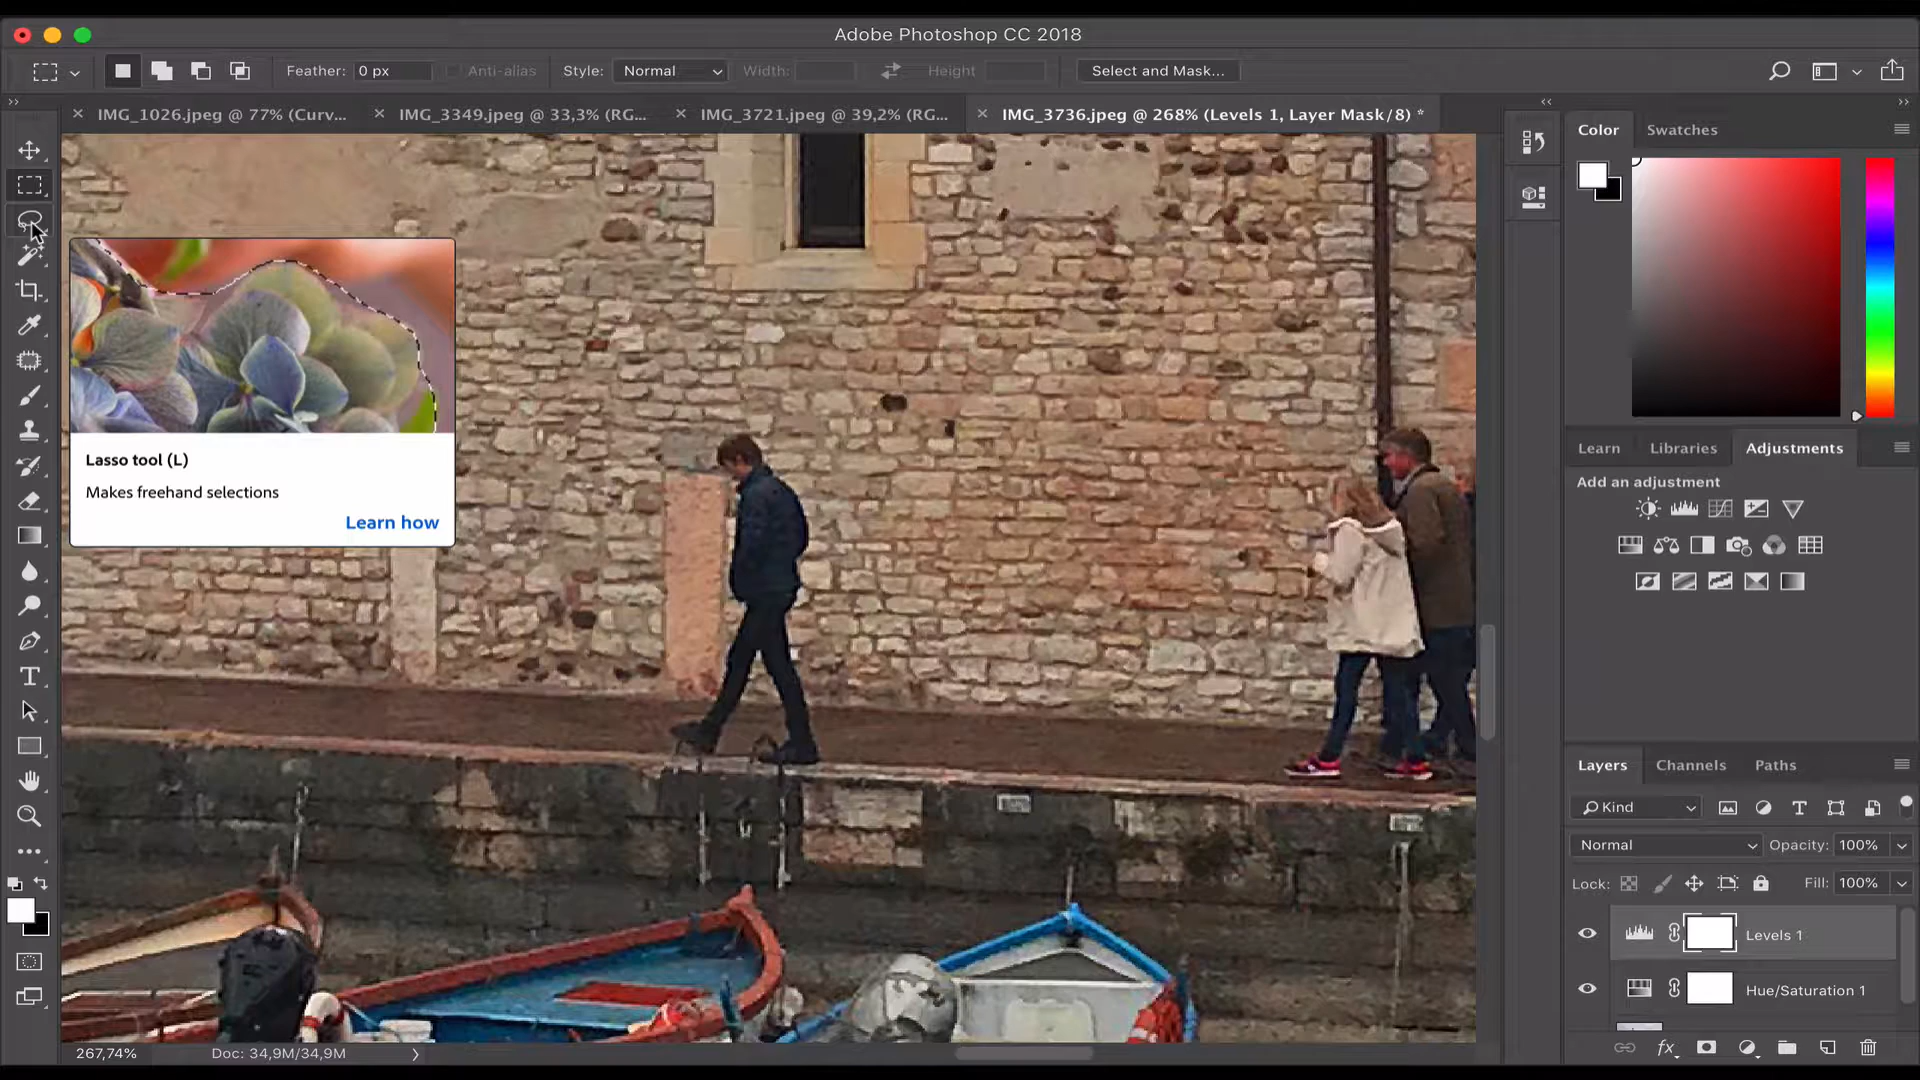 Adobe Photoshop CC 2018
Feather: 0 px Anti-alias Style: Normal Width: Height Select and Mask...
IMG_1026.jpeg @ 77% (Curv... IMG_3349.jpeg @ 33,3% (RG... IMG_3721.jpeg @ 39,2% (RG... IMG_3736.jpeg @ 268% (Levels 1, Layer Mask/8) *
Color Swatches
Lasso tool (L)
Makes freehand selections
Learn how
Learn Libraries Adjustments
Add an adjustment
Layers Channels Paths
Kind
Normal Opacity: 100%
Lock: Fill: 100%
Levels 1
Hue/Saturation 1
fx
267,74% Doc: 34,9M/34,9M